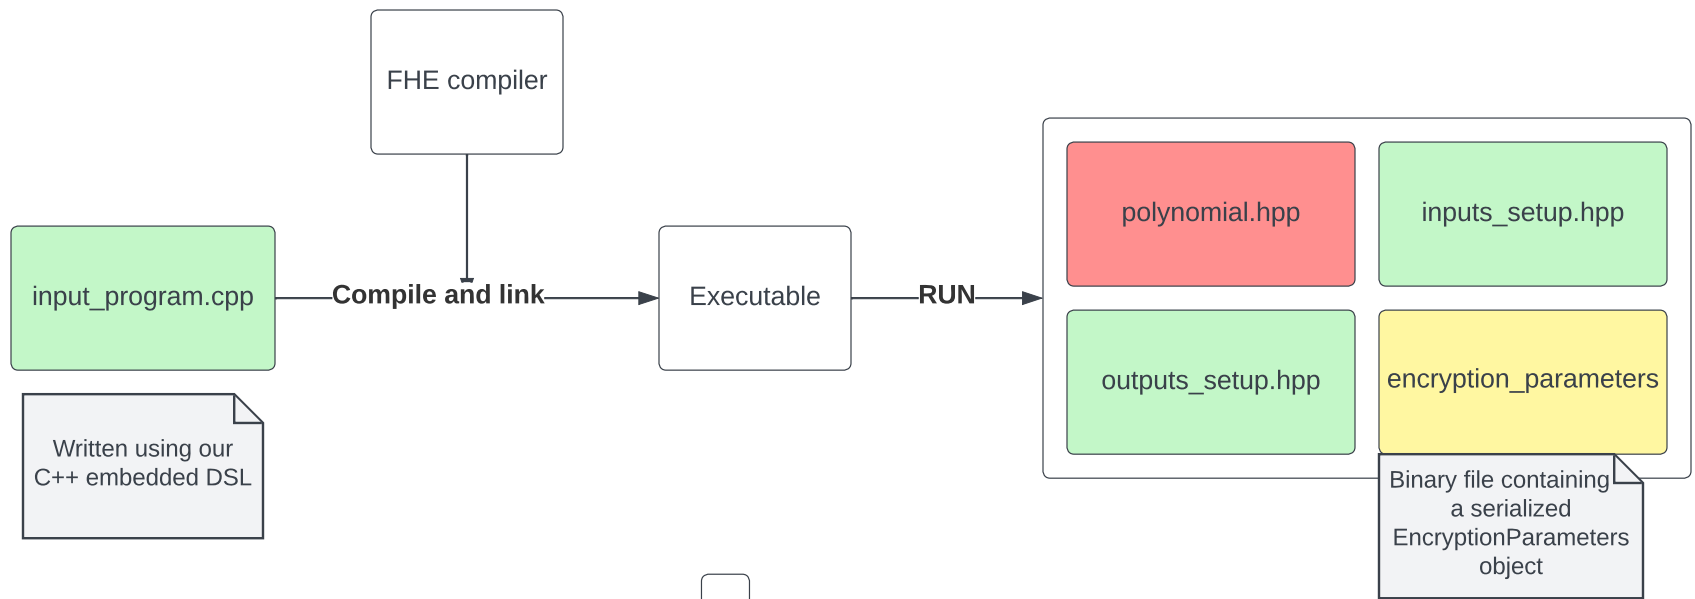 FHE compiler
input_program.cpp
Compile and link
Executable
RUN
polynomial.hpp
inputs_setup.hpp
outputs_setup.hpp
encryption_parameters
Written using our
C++ embedded DSL
Binary file containing
a serialized
EncryptionParameters
object